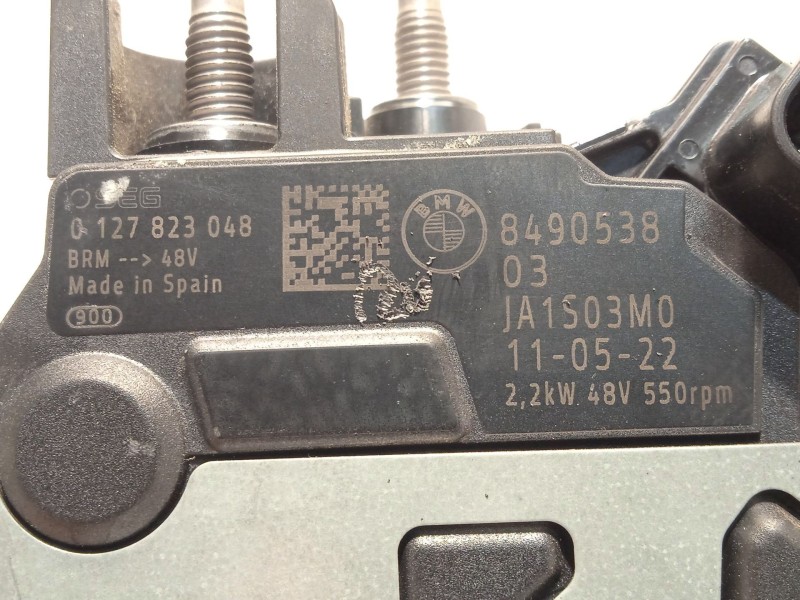 SEG
0 127 823 048
BRM --> 48V
Made in Spain
900
BMW
8490538
03
JA1S03M0
11-05-22
2,2kW. 48V 550rpm